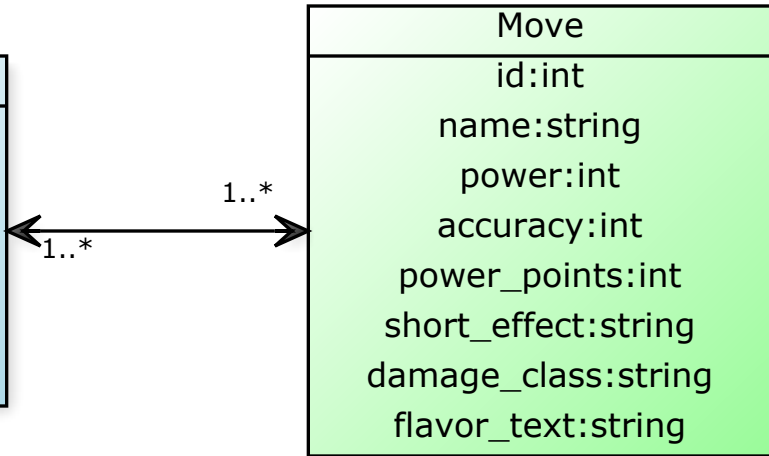 Move
id:int
name:string
power:int
1..*
accuracy:int
1..*
power_points:int
short_effect:string
damage_class:string
flavor_text:string